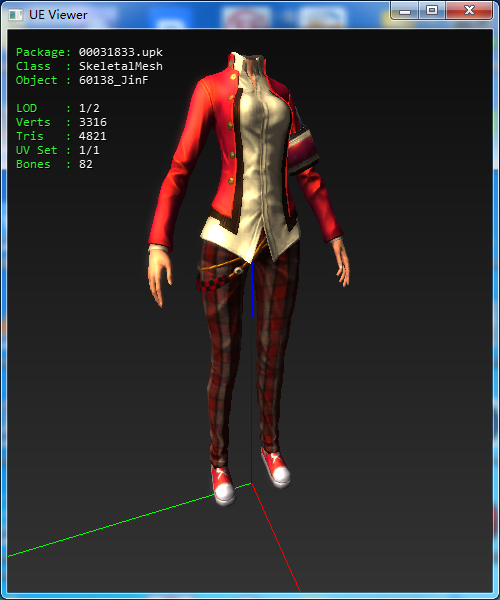 UE Viewer
Package: 00031833.upk
Class : SkeletalMesh
Object : 60138_JinF
LOD : 1/2
Verts : 3316
Tris : 4821
UV Set : 1/1
Bones : 82